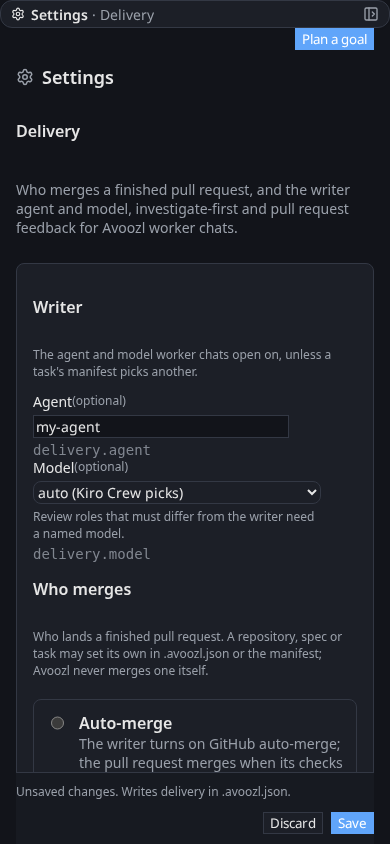 Settings · Delivery
Plan a goal
Settings
Delivery
Who merges a finished pull request, and the writer
agent and model, investigate-first and pull request
feedback for Avoozl worker chats.
Writer
The agent and model worker chats open on, unless a
task's manifest picks another.
Agent(optional)
my-agent
delivery.agent
Model(optional)
auto (Kiro Crew picks)
Review roles that must differ from the writer need
a named model.
delivery.model
Who merges
Who lands a finished pull request. A repository, spec or
task may set its own in .avoozl.json or the manifest;
Avoozl never merges one itself.
Auto-merge
The writer turns on GitHub auto-merge;
the pull request merges when its checks
Unsaved changes. Writes delivery in .avoozl.json.
Discard
Save